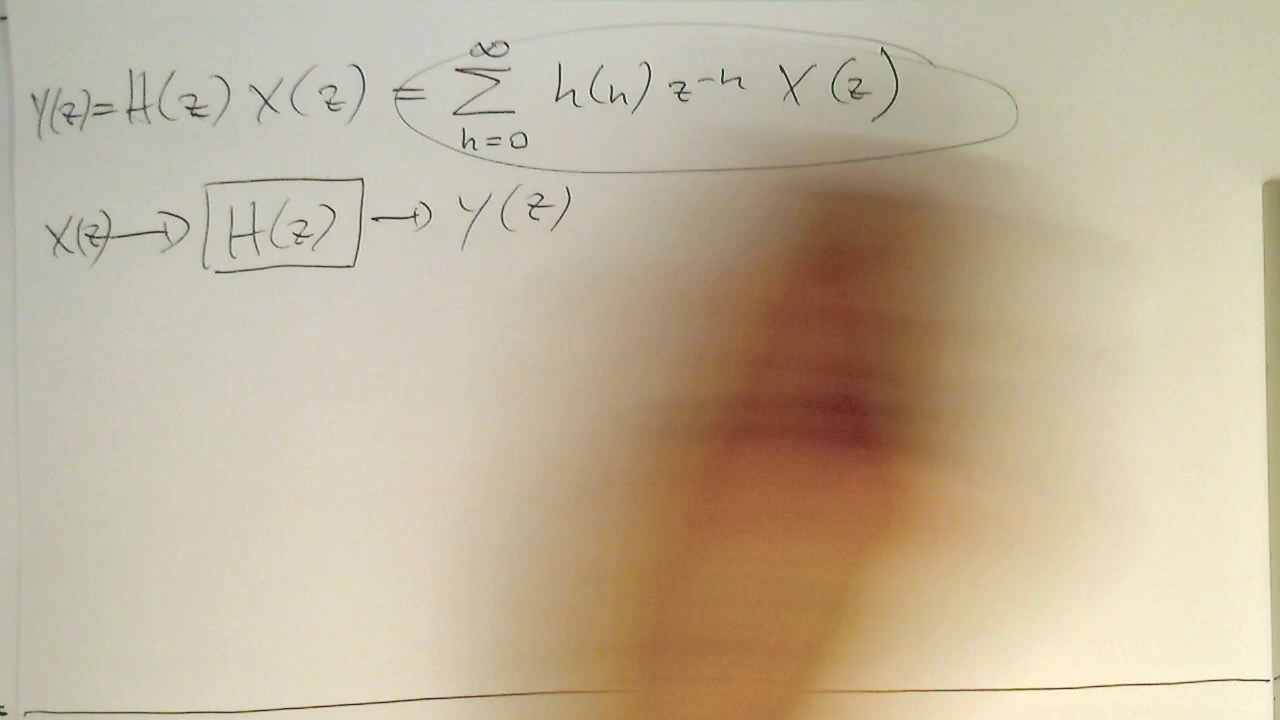 Y(z)=H(z) X(z) = ∞∑n=0 h(n) z⁻ⁿ X(z)
X(z)→ H(z) → Y(z)